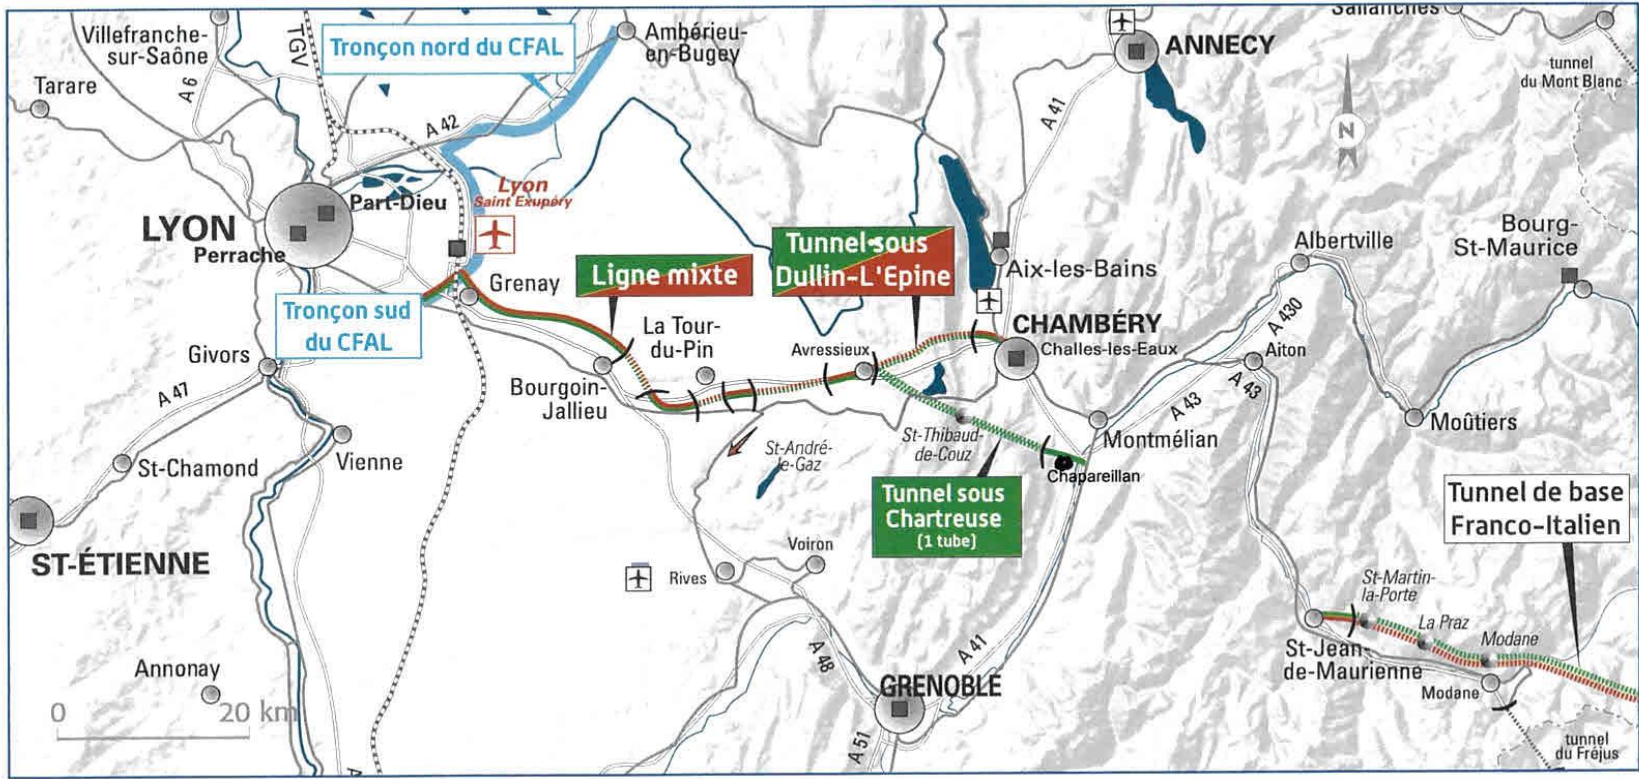 Villefranche-
sur-Saône
Tarare
A 6
TGV
Tronçon nord du CFAL
Ambérieu-
en-Bugey
A 42
ANNECY
A 41
Sallanches
tunnel
du Mont Blanc
N
LYON
Part-Dieu
Perrache
Lyon
Saint Exupéry
Grenay
Ligne mixte
Tunnel sous
Dullin-L'Epine
Aix-les-Bains
Albertville
Bourg-
St-Maurice
Tronçon sud
du CFAL
Givors
A 47
La Tour-
du-Pin
Avressieux
CHAMBÉRY
Challes-les-Eaux
A 430
Aiton
A 43
A 43
Bourgoin-
Jallieu
St-Chamond
Vienne
St-André-
le-Gaz
St-Thibaud-
de-Couz
Montmélian
Moûtiers
Chapareillan
ST-ÉTIENNE
Tunnel sous
Chartreuse
(1 tube)
Tunnel de base
Franco-Italien
Voiron
Rives
St-Martin-
la-Porte
La Praz
Modane
St-Jean-
de-Maurienne
Modane
Annonay
A 48
A 41
GRENOBLE
A 51
0 20 km
tunnel
du Fréjus